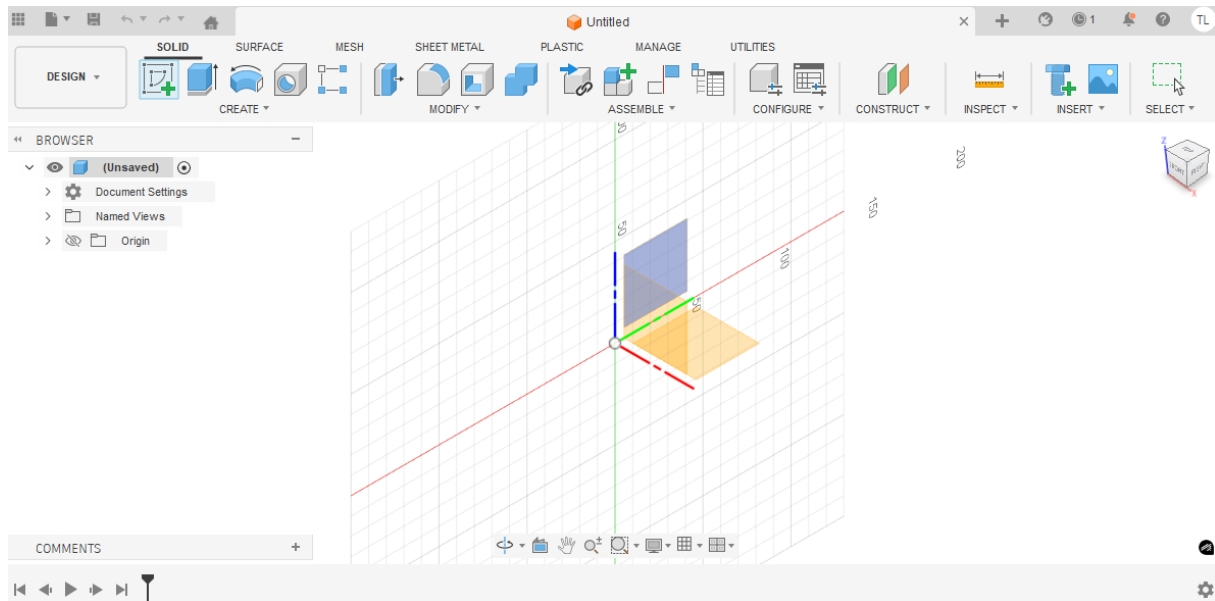 Untitled
1
TL
SOLID SURFACE MESH SHEET METAL PLASTIC MANAGE UTILITIES
DESIGN
CREATE MODIFY ASSEMBLE CONFIGURE CONSTRUCT INSPECT INSERT SELECT
BROWSER
(Unsaved)
Document Settings
Named Views
Origin
200
150
100
50
50
Z
X
COMMENTS